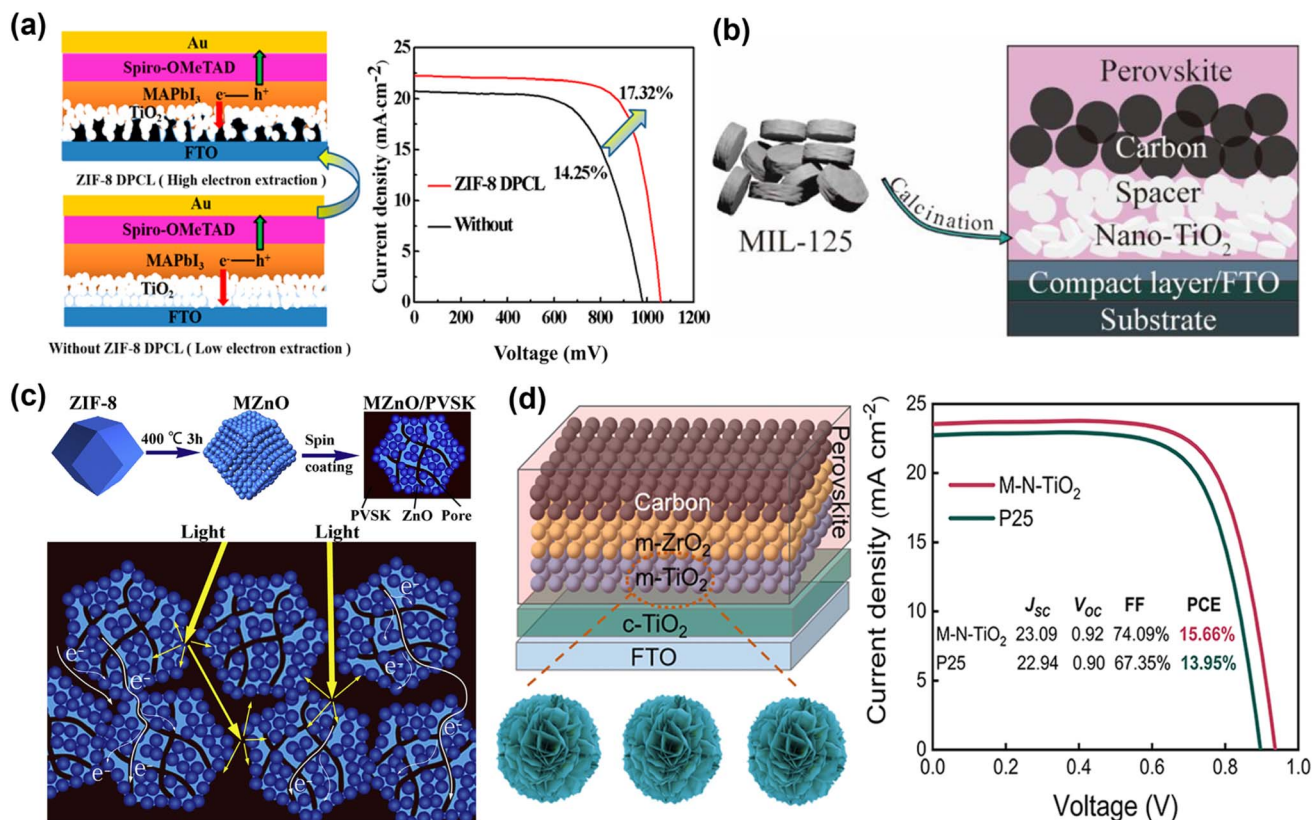 (a)
Au
Spiro-OMeTAD
MAPbI₃ e⁻ h⁺
TiO₂
FTO
ZIF-8 DPCL ( High electron extraction )
Au
Spiro-OMeTAD
MAPbI₃ e⁻ h⁺
TiO₂
FTO
Without ZIF-8 DPCL ( Low electron extraction )
Current density (mA·cm⁻²)
25
20
15
10
5
0
17.32%
14.25%
ZIF-8 DPCL
Without
0 200 400 600 800 1000 1200
Voltage (mV)
(b)
MIL-125
Calcination
Perovskite
Carbon
Spacer
Nano-TiO₂
Compact layer/FTO
Substrate
(c)
ZIF-8
400 ℃ 3h
MZnO
Spin
coating
MZnO/PVSK
PVSK ZnO Pore
Light Light
e⁻
e⁻
e⁻
e⁻
e⁻
e⁻
(d)
Perovskite
Carbon
m-ZrO₂
m-TiO₂
c-TiO₂
FTO
Current density (mA cm⁻²)
25
20
15
10
5
0
M-N-TiO₂
P25
Jsc Voc FF PCE
M-N-TiO₂ 23.09 0.92 74.09% 15.66%
P25 22.94 0.90 67.35% 13.95%
0.0 0.2 0.4 0.6 0.8 1.0
Voltage (V)